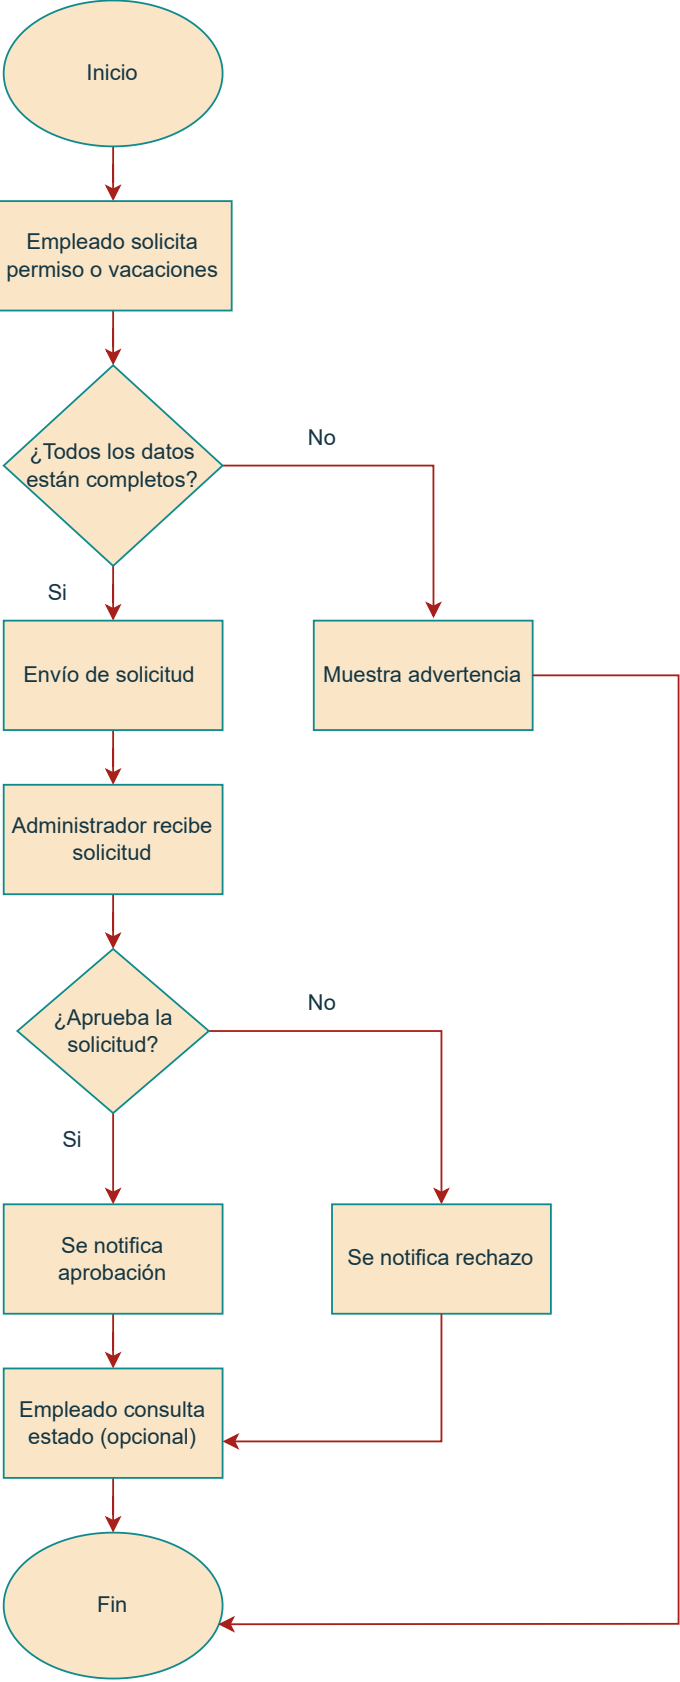 Inicio
Empleado solicita
permiso o vacaciones
¿Todos los datos
están completos?
No
Si
Envío de solicitud
Muestra advertencia
Administrador recibe
solicitud
¿Aprueba la
solicitud?
No
Si
Se notifica
aprobación
Se notifica rechazo
Empleado consulta
estado (opcional)
Fin